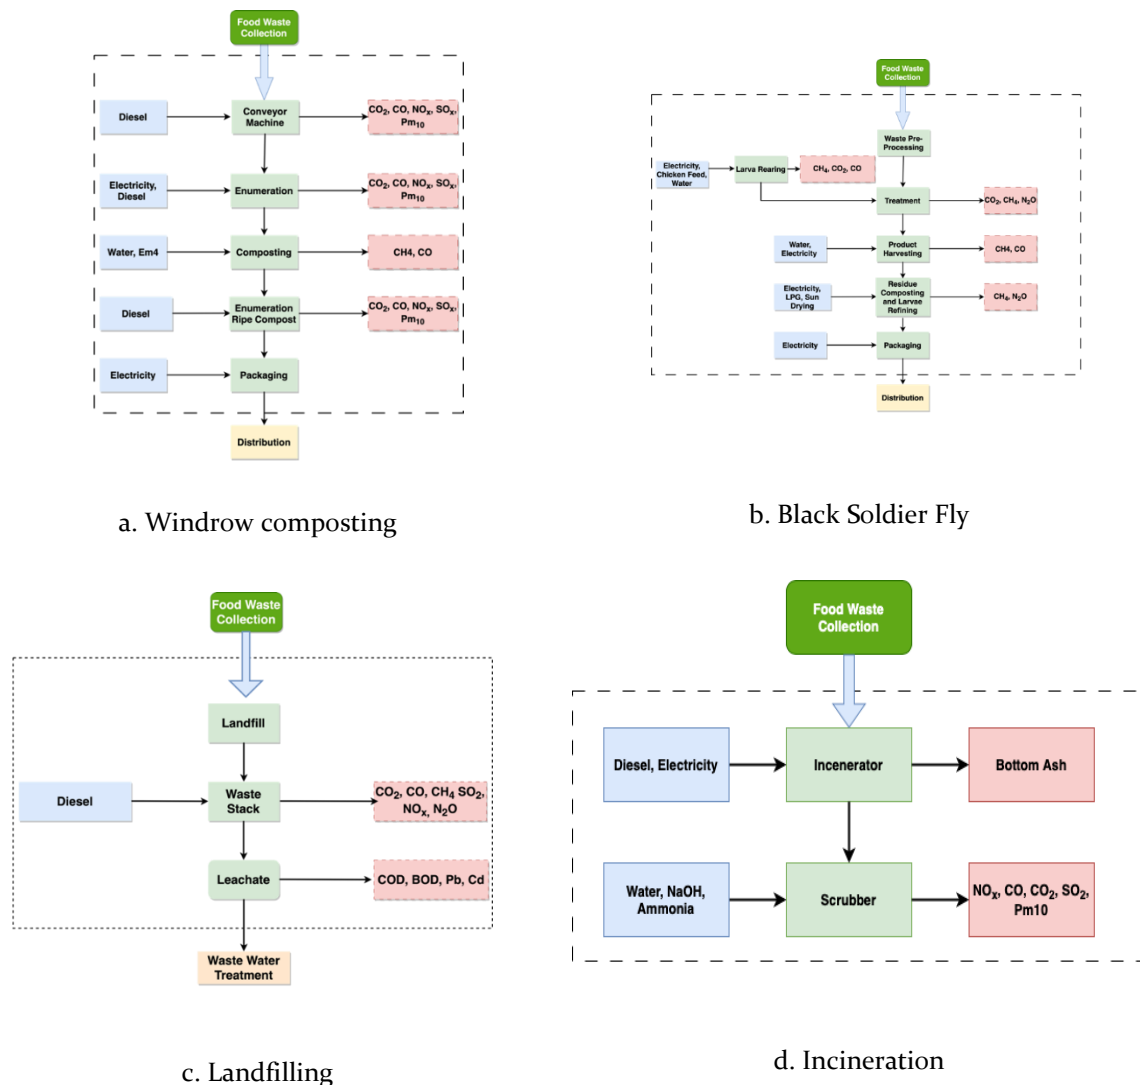 Food Waste
Collection
Diesel
Conveyor
Machine
CO₂, CO, NOₓ, SOₓ,
Pm₁₀
Electricity,
Diesel
Enumeration
CO₂, CO, NOₓ, SOₓ,
Pm₁₀
Water, Em4
Composting
CH4, CO
Diesel
Enumeration
Ripe Compost
CO₂, CO, NOₓ, SOₓ,
Pm₁₀
Electricity
Packaging
Distribution
a. Windrow composting
Food Waste
Collection
Waste Pre-
Processing
Electricity,
Chicken Feed,
Water
Larva Rearing
CH₄, CO₂, CO
Treatment
CO₂, CH₄, N₂O
Water,
Electricity
Product
Harvesting
CH4, CO
Electricity,
LPG, Sun
Drying
Residue
Composting
and Larvae
Refining
CH₄, N₂O
Electricity
Packaging
Distribution
b. Black Soldier Fly
Food Waste
Collection
Landfill
Diesel
Waste
Stack
CO₂, CO, CH₄ SO₂,
NOₓ, N₂O
Leachate
COD, BOD, Pb, Cd
Waste Water
Treatment
c. Landfilling
Food Waste
Collection
Diesel, Electricity
Incenerator
Bottom Ash
Water, NaOH,
Ammonia
Scrubber
NOₓ, CO, CO₂, SO₂,
Pm10
d. Incineration